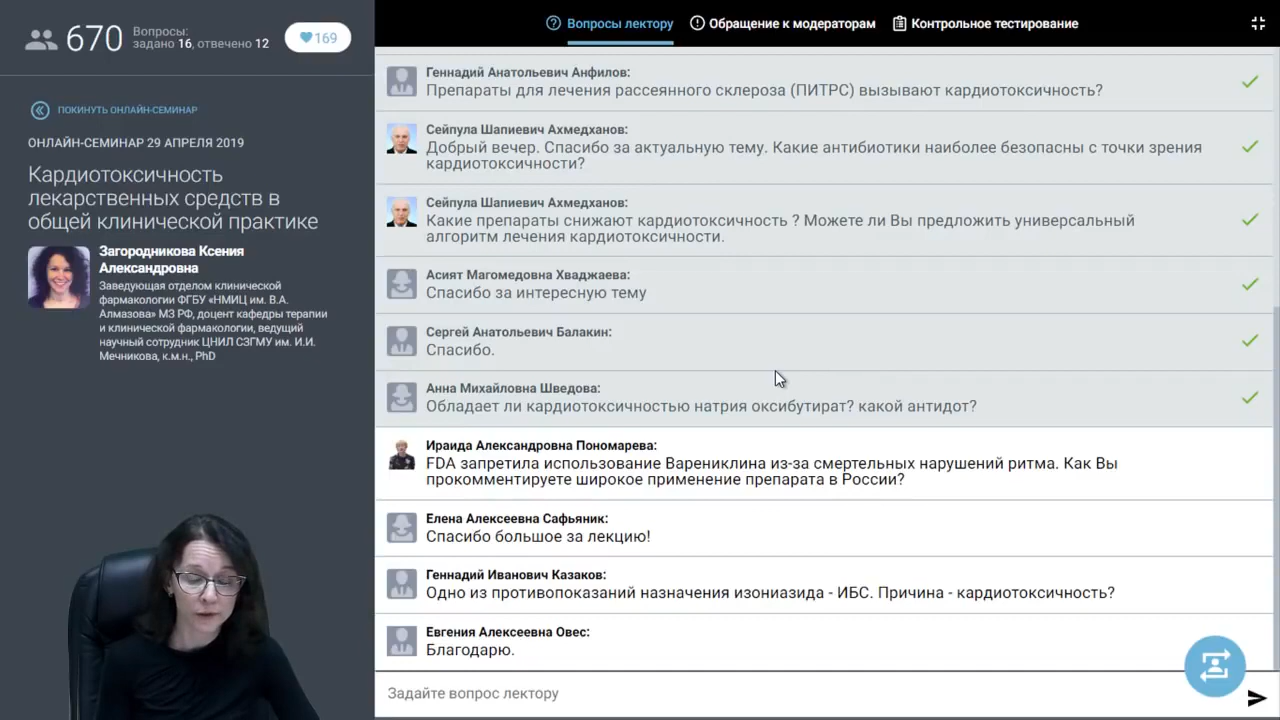 670
Вопросы:
задано 16, отвечено 12
169
ПОКИНУТЬ ОНЛАЙН-СЕМИНАР
ОНЛАЙН-СЕМИНАР 29 АПРЕЛЯ 2019
Кардиотоксичность
лекарственных средств в
общей клинической практике
Загородникова Ксения
Александровна
Заведующая отделом клинической
фармакологии ФГБУ «НМИЦ им. В.А.
Алмазова» МЗ РФ, доцент кафедры терапии
и клинической фармакологии, ведущий
научный сотрудник ЦНИЛ СЗГМУ им. И.И.
Мечникова, к.м.н., PhD
Вопросы лектору
Обращение к модераторам
Контрольное тестирование
Геннадий Анатольевич Анфилов:
Препараты для лечения рассеянного склероза (ПИТРС) вызывают кардиотоксичность?
Сейпула Шапиевич Ахмедханов:
Добрый вечер. Спасибо за актуальную тему. Какие антибиотики наиболее безопасны с точки зрения
кардиотоксичности?
Сейпула Шапиевич Ахмедханов:
Какие препараты снижают кардиотоксичность ? Можете ли Вы предложить универсальный
алгоритм лечения кардиотоксичности.
Асият Магомедовна Хваджаева:
Спасибо за интересную тему
Сергей Анатольевич Балакин:
Спасибо.
Анна Михайловна Шведова:
Обладает ли кардиотоксичностью натрия оксибутират? какой антидот?
Ираида Александровна Пономарева:
FDA запретила использование Варениклина из-за смертельных нарушений ритма. Как Вы
прокомментируете широкое применение препарата в России?
Елена Алексеевна Сафьяник:
Спасибо большое за лекцию!
Геннадий Иванович Казаков:
Одно из противопоказаний назначения изониазида - ИБС. Причина - кардиотоксичность?
Евгения Алексеевна Овес:
Благодарю.
Задайте вопрос лектору